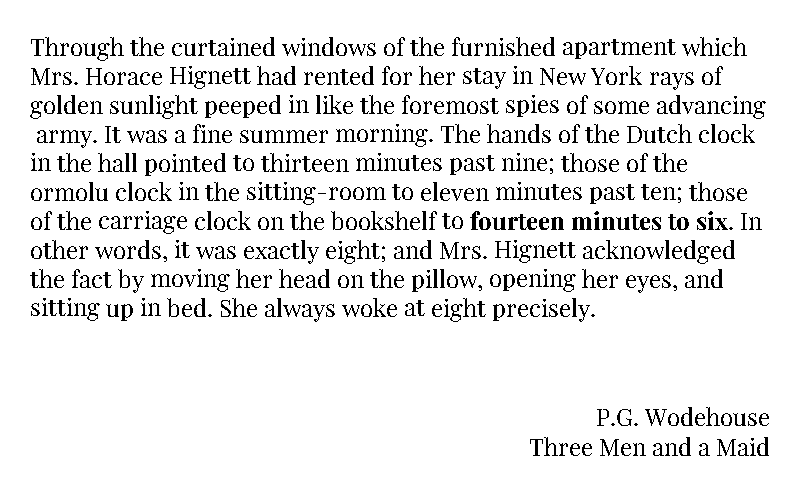 Through the curtained windows of the furnished apartment which
Mrs. Horace Hignett had rented for her stay in New York rays of
golden sunlight peeped in like the foremost spies of some advancing
army. It was a fine summer morning. The hands of the Dutch clock
in the hall pointed to thirteen minutes past nine; those of the
ormolu clock in the sitting-room to eleven minutes past ten; those
of the carriage clock on the bookshelf to fourteen minutes to six. In
other words, it was exactly eight; and Mrs. Hignett acknowledged
the fact by moving her head on the pillow, opening her eyes, and
sitting up in bed. She always woke at eight precisely.
P.G. Wodehouse
Three Men and a Maid